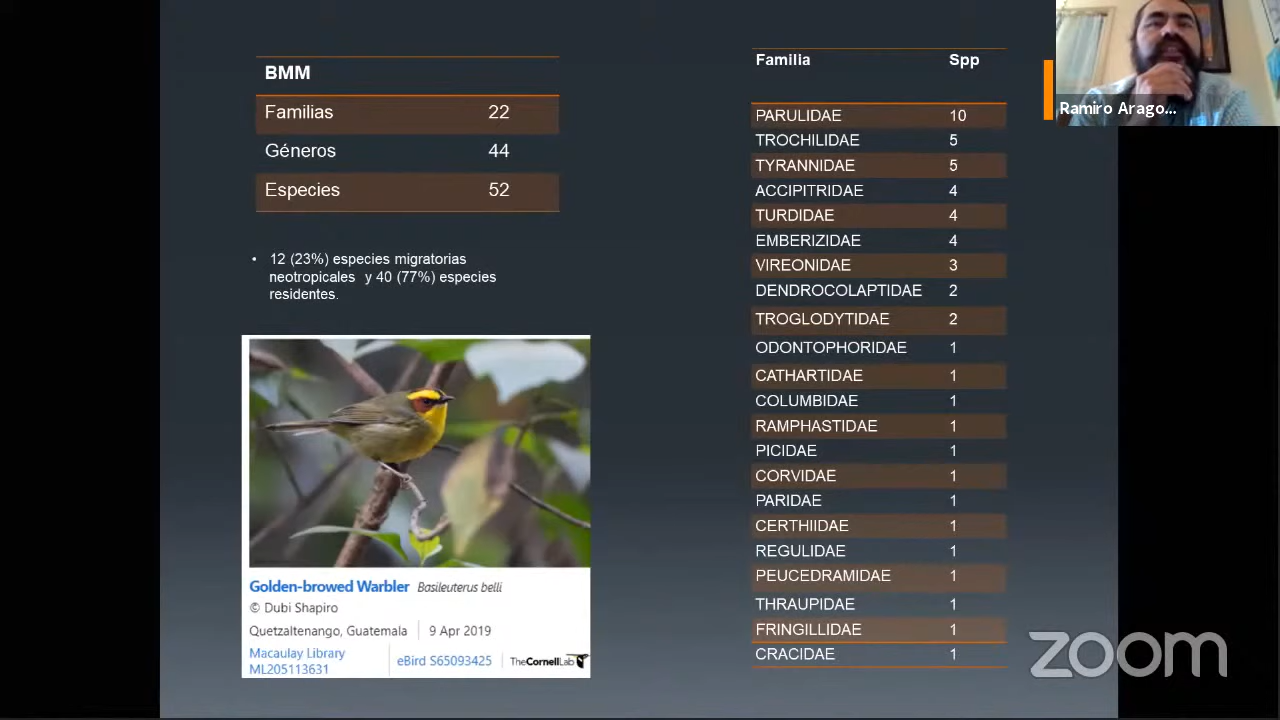 BMM
Familias 22
Géneros 44
Especies 52
• 12 (23%) especies migratorias
neotropicales y 40 (77%) especies
residentes.
Golden-browed Warbler Basileuterus belli
© Dubi Shapiro
Quetzaltenango, Guatemala 9 Apr 2019
Macaulay Library
ML205113631
eBird S65093425
TheCornellLab
Familia Spp
PARULIDAE 10
TROCHILIDAE 5
TYRANNIDAE 5
ACCIPITRIDAE 4
TURDIDAE 4
EMBERIZIDAE 4
VIREONIDAE 3
DENDROCOLAPTIDAE 2
TROGLODYTIDAE 2
ODONTOPHORIDAE 1
CATHARTIDAE 1
COLUMBIDAE 1
RAMPHASTIDAE 1
PICIDAE 1
CORVIDAE 1
PARIDAE 1
CERTHIIDAE 1
REGULIDAE 1
PEUCEDRAMIDAE 1
THRAUPIDAE 1
FRINGILLIDAE 1
CRACIDAE 1
Ramiro Arago...
zoom